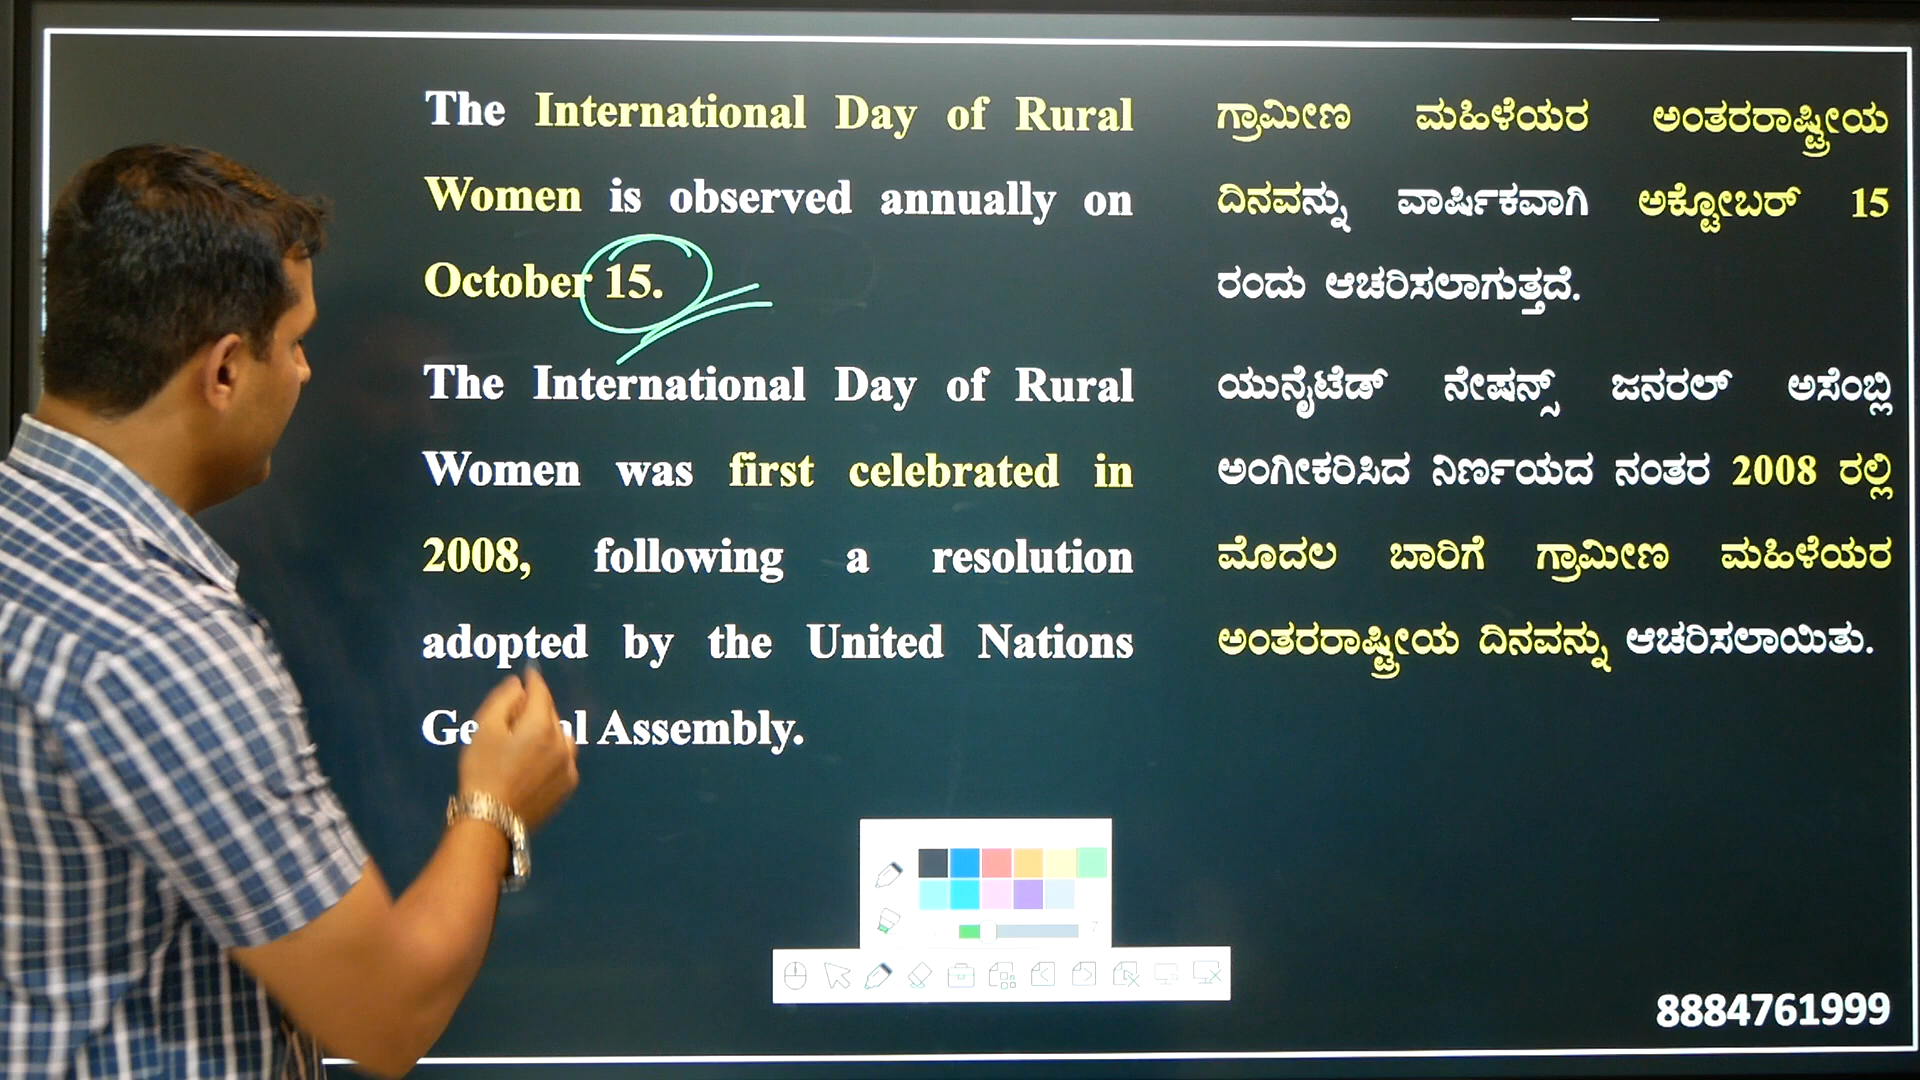 The International Day of Rural
Women is observed annually on
October 15.
The International Day of Rural
Women was first celebrated in
2008, following a resolution
adopted by the United Nations
Assembly.
ಗ್ರಾಮೀಣ ಮಹಿಳೆಯರ ಅಂತರರಾಷ್ಟ್ರೀಯ
ದಿನವನ್ನು ವಾರ್ಷಿಕವಾಗಿ ಅಕ್ಟೋಬರ್ 15
ರಂದು ಆಚರಿಸಲಾಗುತ್ತದೆ.
ಯುನೈಟೆಡ್ ನೇಷನ್ಸ್ ಜನರಲ್ ಅಸೆಂಬ್ಲಿ
ಅಂಗೀಕರಿಸಿದ ನಿರ್ಣಯದ ನಂತರ 2008 ರಲ್ಲಿ
ಮೊದಲ ಬಾರಿಗೆ ಗ್ರಾಮೀಣ ಮಹಿಳೆಯರ
ಅಂತರರಾಷ್ಟ್ರೀಯ ದಿನವನ್ನು ಆಚರಿಸಲಾಯಿತು.
7
8884761999